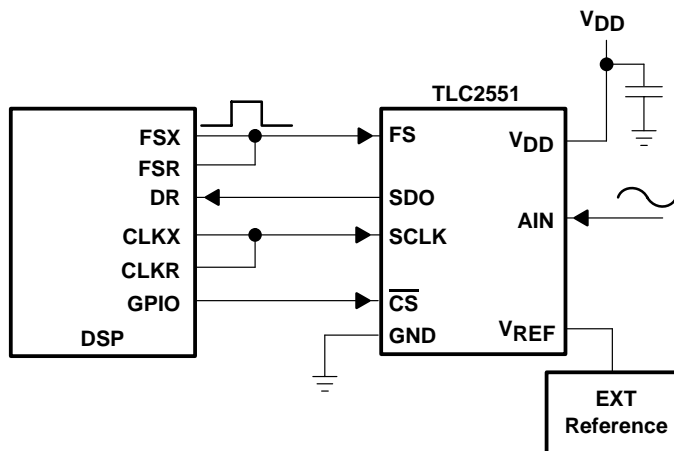 VDD
TLC2551
FSX
FSR
DR
CLKX
CLKR
GPIO
DSP
FS
SDO
SCLK
CS
GND
VDD
AIN
VREF
EXT
Reference